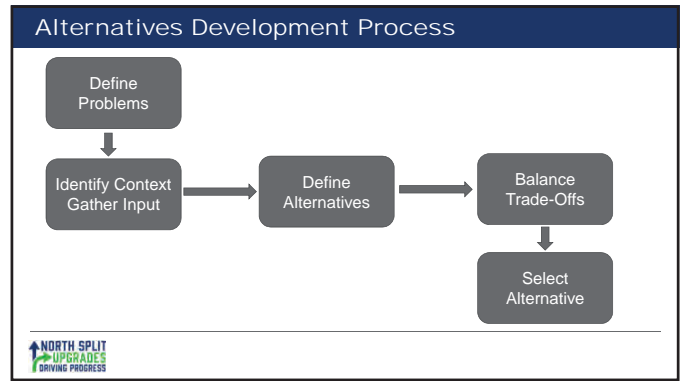 Alternatives Development Process
Define
Problems
Identify Context
Gather Input
Define
Alternatives
Balance
Trade-Offs
Select
Alternative
NORTH SPLIT
UPGRADES
DRIVING PROGRESS